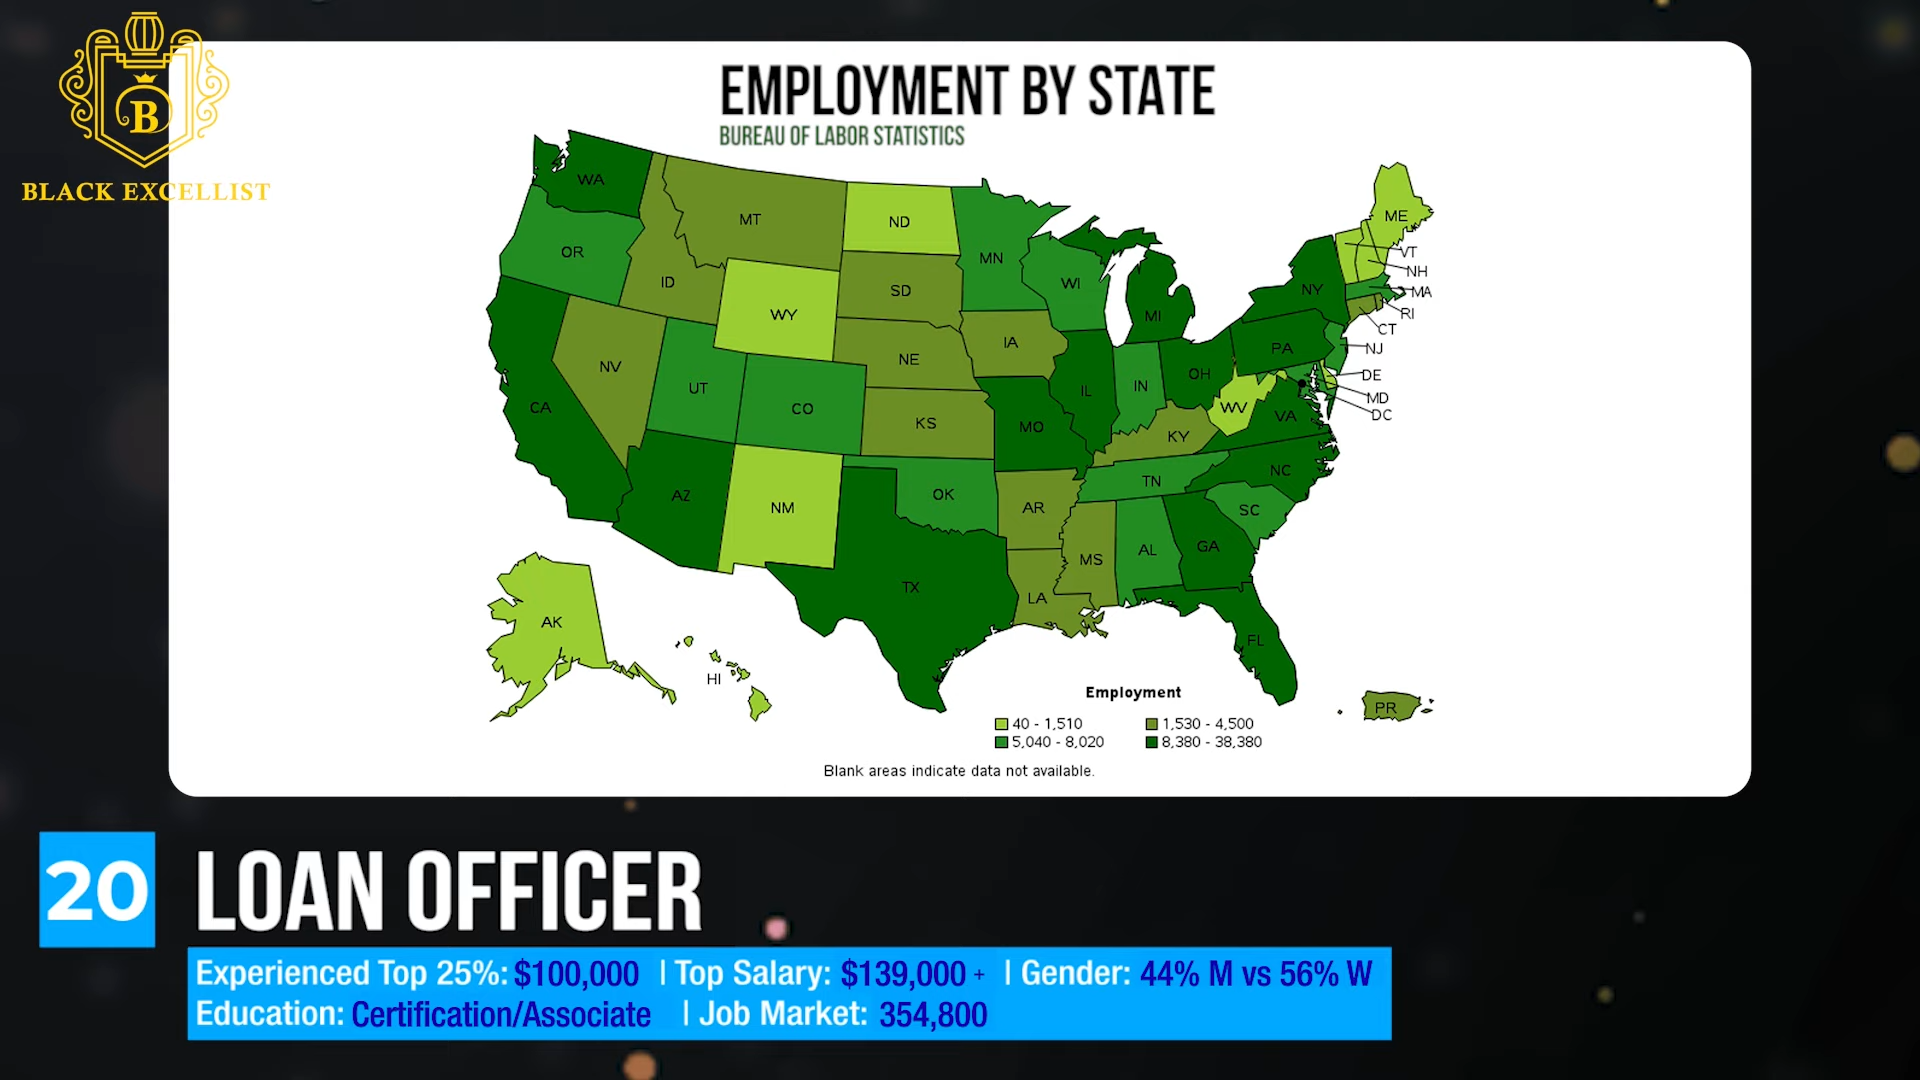 B
BLACK EXCELLIST
EMPLOYMENT BY STATE
BUREAU OF LABOR STATISTICS
WA
MT
ND
MN
ME
VT
NH
MA
RI
CT
NJ
DE
MD
DC
OR
ID
SD
WI
NY
MI
WY
NV
NE
IA
PA
UT
CO
KS
MO
IL
IN
OH
WV
VA
KY
CA
AZ
NM
OK
AR
TN
NC
SC
MS
AL
GA
TX
LA
FL
AK
HI
PR
Employment
40 - 1,510
1,530 - 4,500
5,040 - 8,020
8,380 - 38,380
Blank areas indicate data not available.
20
LOAN OFFICER
Experienced Top 25%: $100,000 | Top Salary: $139,000 + | Gender: 44% M vs 56% W
Education: Certification/Associate | Job Market: 354,800